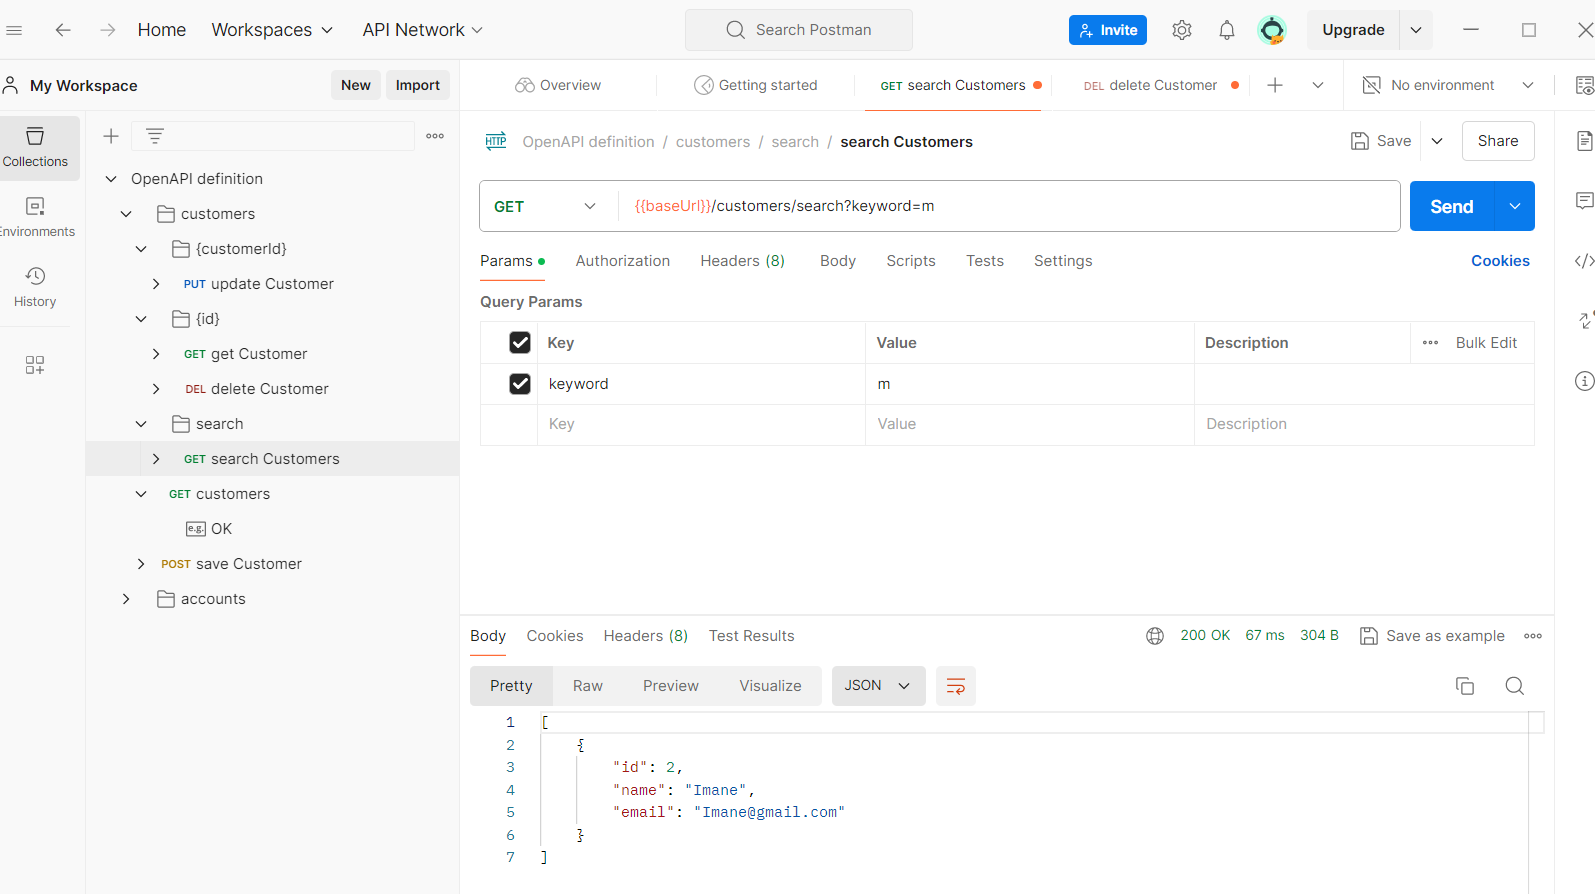 Home Workspaces API Network Search Postman Invite Upgrade
My Workspace New Import Overview Getting started GET search Customers DEL delete Customer No environment
Collections
Environments
History
OpenAPI definition
customers
{customerId}
PUT update Customer
{id}
GET get Customer
DEL delete Customer
search
GET search Customers
GET customers
e.g. OK
POST save Customer
accounts
HTTP OpenAPI definition / customers / search / search Customers Save Share
GET {{baseUrl}}/customers/search?keyword=m Send
Params Authorization Headers (8) Body Scripts Tests Settings Cookies
Query Params
Key Value Description Bulk Edit
keyword m
Key Value Description
Body Cookies Headers (8) Test Results 200 OK 67 ms 304 B Save as example
Pretty Raw Preview Visualize JSON
1 [
2 {
3 "id": 2,
4 "name": "Imane",
5 "email": "Imane@gmail.com"
6 }
7 ]